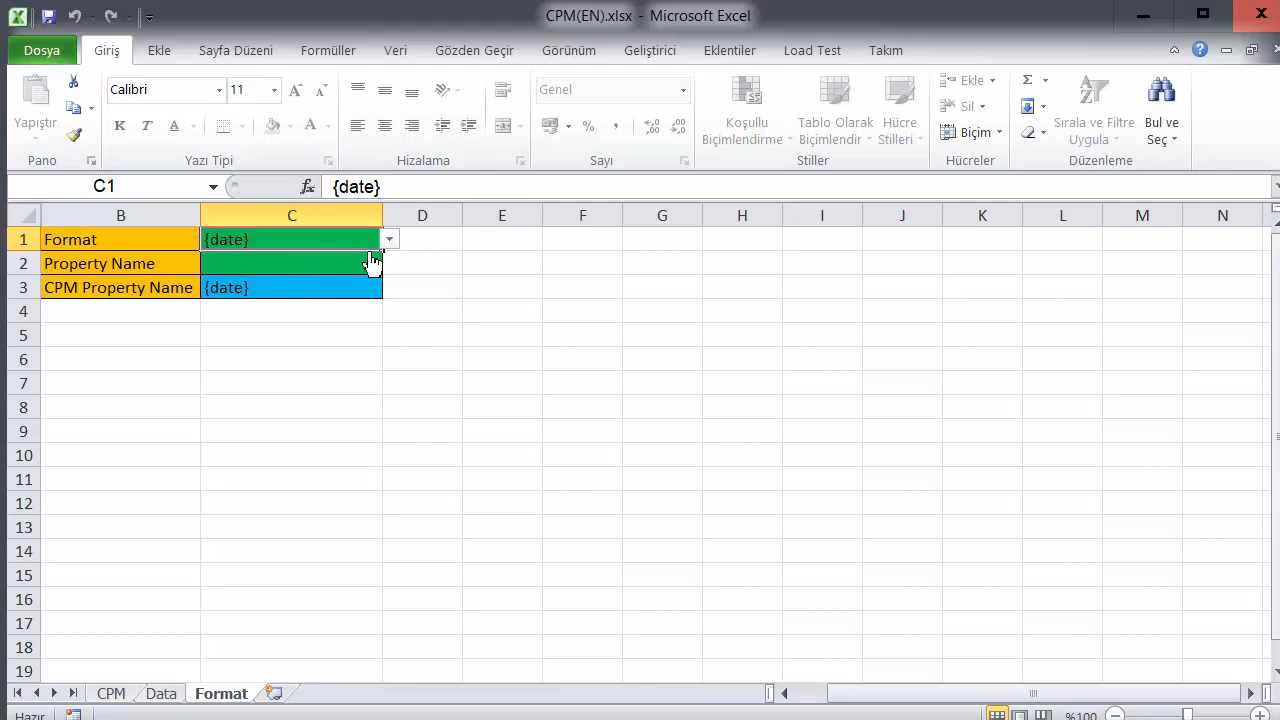 CPM(EN).xlsx - Microsoft Excel
Dosya Giriş Ekle Sayfa Düzeni Formüller Veri Gözden Geçir Görünüm Geliştirici Eklentiler Load Test Takım
Yapıştır
Pano
Calibri 11
K T A A
Yazı Tipi
Hizalama
Genel
%
Sayı
Koşullu Biçimlendirme
Tablo Olarak Biçimlendir
Hücre Stilleri
Stiller
Ekle
Sil
Biçim
Hücreler
Σ
Sırala ve Filtre Uygula
Bul ve Seç
Düzenleme
C1 fx {date}
B C D E F G H I J K L M N
1 Format {date}
2 Property Name
3 CPM Property Name {date}
4
5
6
7
8
9
10
11
12
13
14
15
16
17
18
19
CPM Data Format
Hazır %100